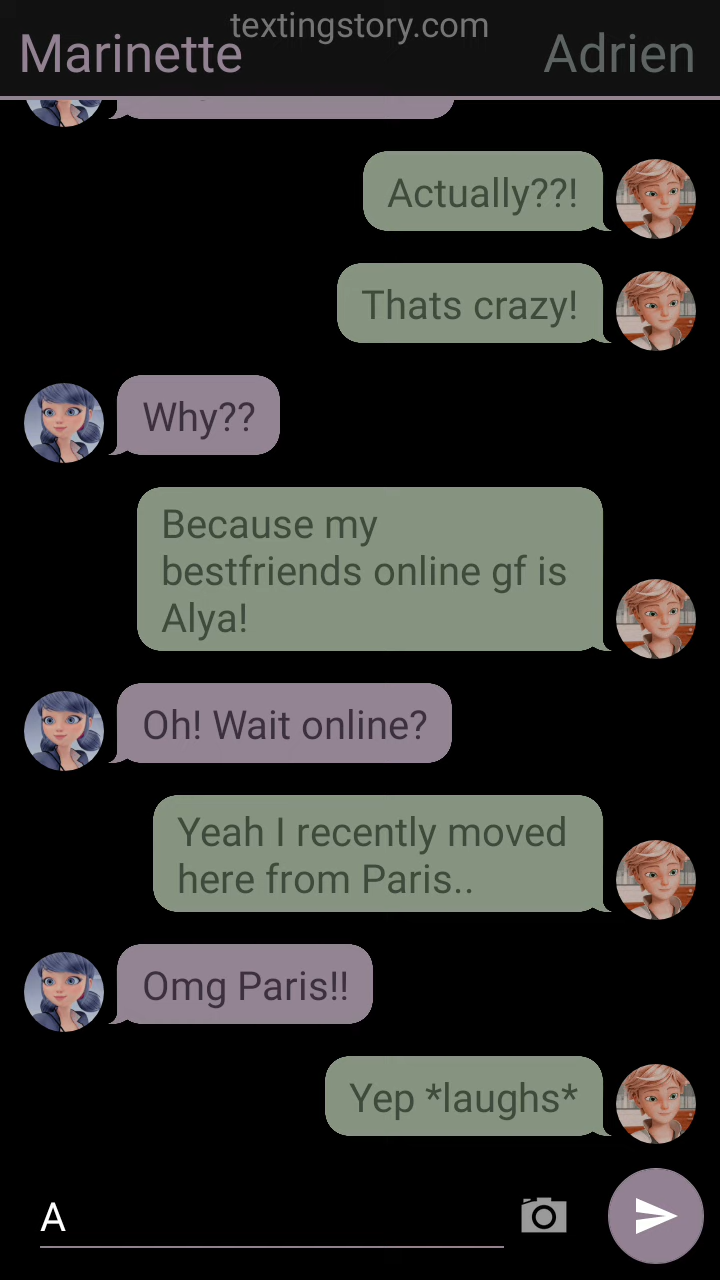 textingstory.com
Marinette
Adrien
Actually??!
Thats crazy!
Why??
Because my
bestfriends online gf is
Alya!
Oh! Wait online?
Yeah I recently moved
here from Paris..
Omg Paris!!
Yep *laughs*
A